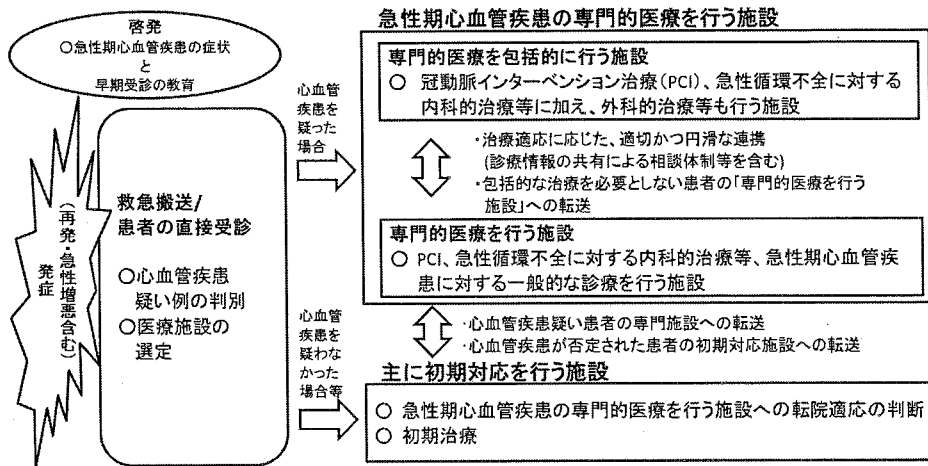 啓発
○急性期心血管疾患の症状
と
早期受診の教育
発症
(再発・急性増悪含む)
救急搬送/
患者の直接受診
○心血管疾患
疑い例の判別
○医療施設の
選定
心血管
疾患を
疑った
場合
心血管
疾患を
疑わな
かった
場合等
急性期心血管疾患の専門的医療を行う施設
専門的医療を包括的に行う施設
○ 冠動脈インターベンション治療(PCI)、急性循環不全に対する
内科的治療等に加え、外科的治療等も行う施設
・治療適応に応じた、適切かつ円滑な連携
(診療情報の共有による相談体制等を含む)
・包括的な治療を必要としない患者の「専門的医療を行う
施設」への転送
専門的医療を行う施設
○ PCI、急性循環不全に対する内科的治療等、急性期心血管疾
患に対する一般的な診療を行う施設
・心血管疾患疑い患者の専門施設への転送
・心血管疾患が否定された患者の初期対応施設への転送
主に初期対応を行う施設
○ 急性期心血管疾患の専門的医療を行う施設への転院適応の判断
○ 初期治療